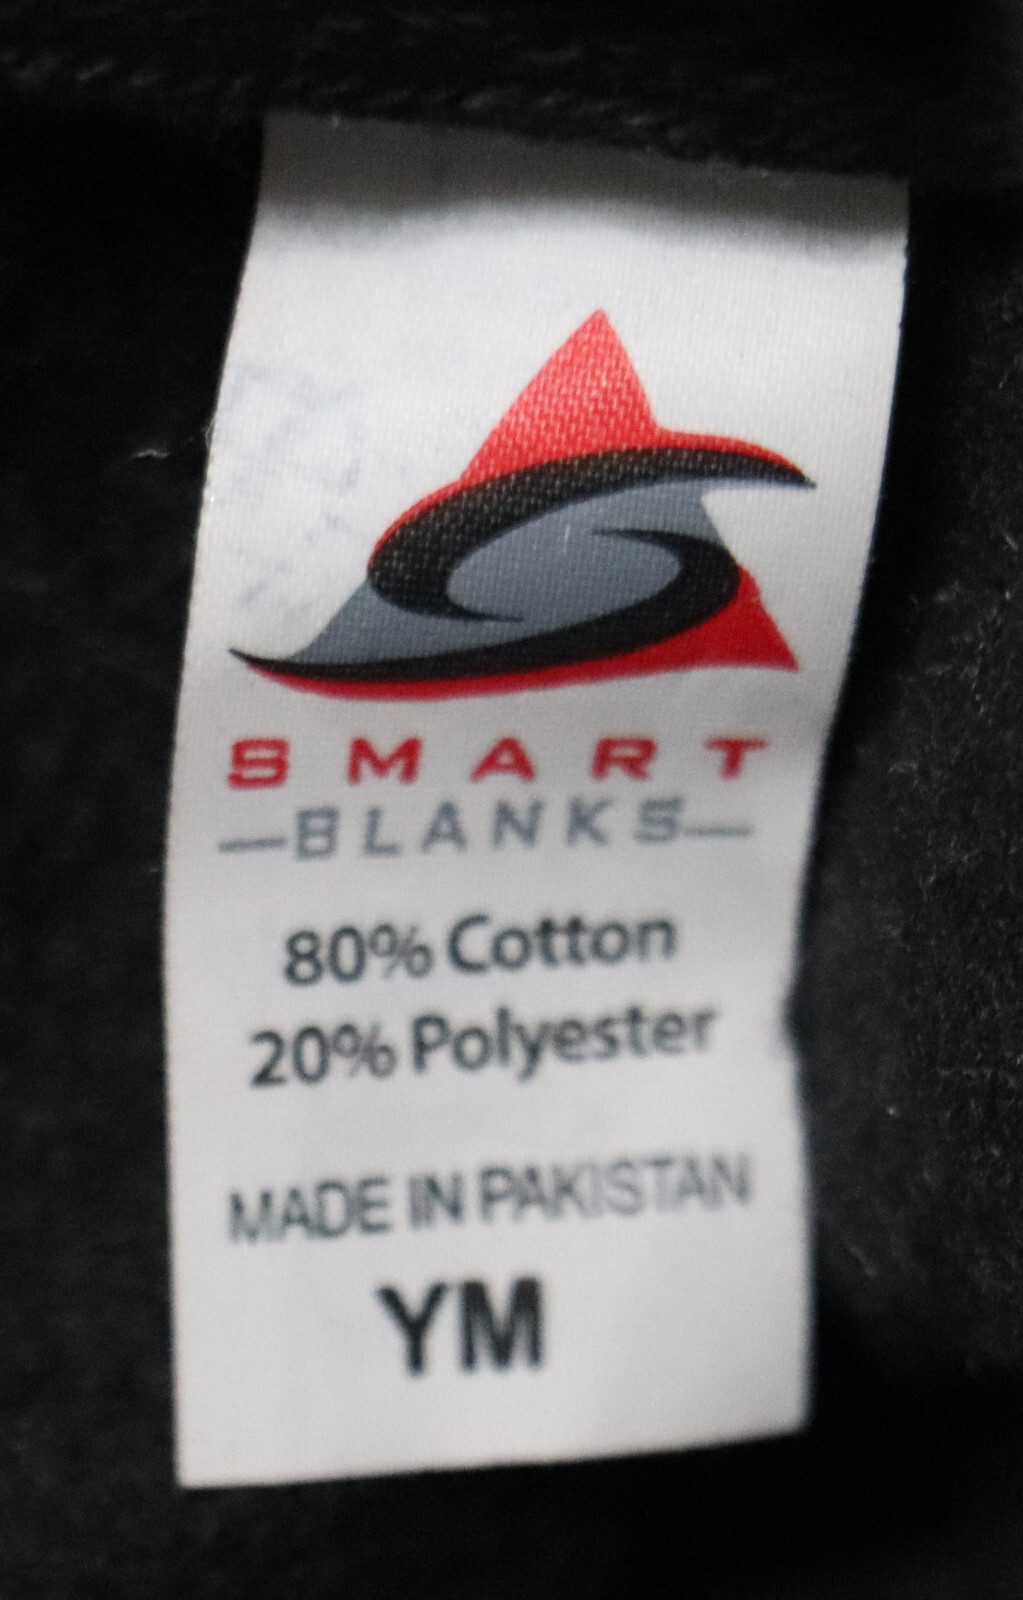 SMART
—BLANKS—
80% Cotton
20% Polyester
MADE IN PAKISTAN
YM